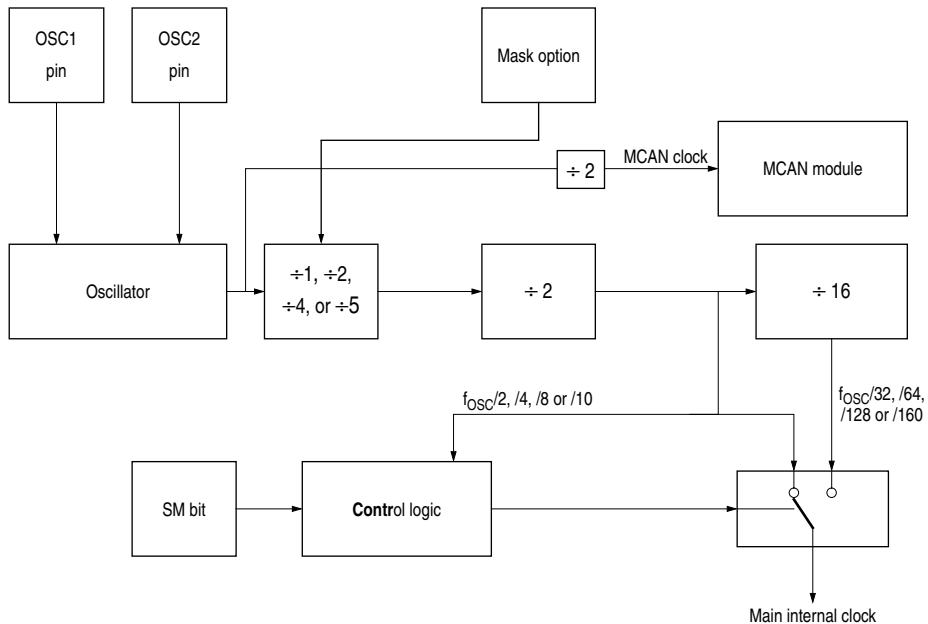 OSC1
pin
OSC2
pin
Mask option
÷ 2
MCAN clock
MCAN module
Oscillator
÷1, ÷2,
÷4, or ÷5
÷ 2
÷ 16
fOSC/2, /4, /8 or /10
fOSC/32, /64,
/128 or /160
SM bit
Control logic
Main internal clock